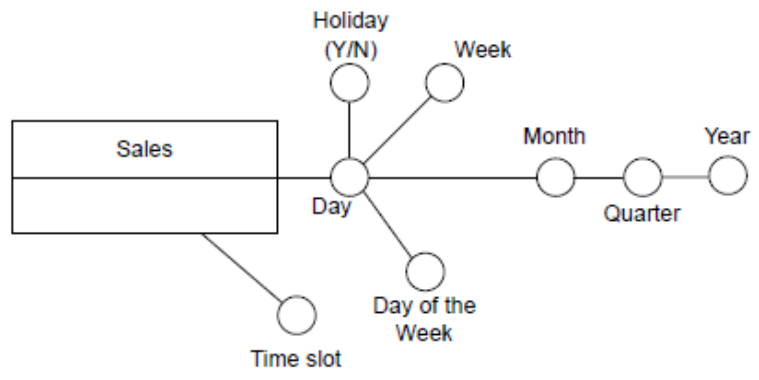 Holiday
(Y/N)
Week
Sales
Month
Year
Day
Quarter
Day of the
Week
Time slot